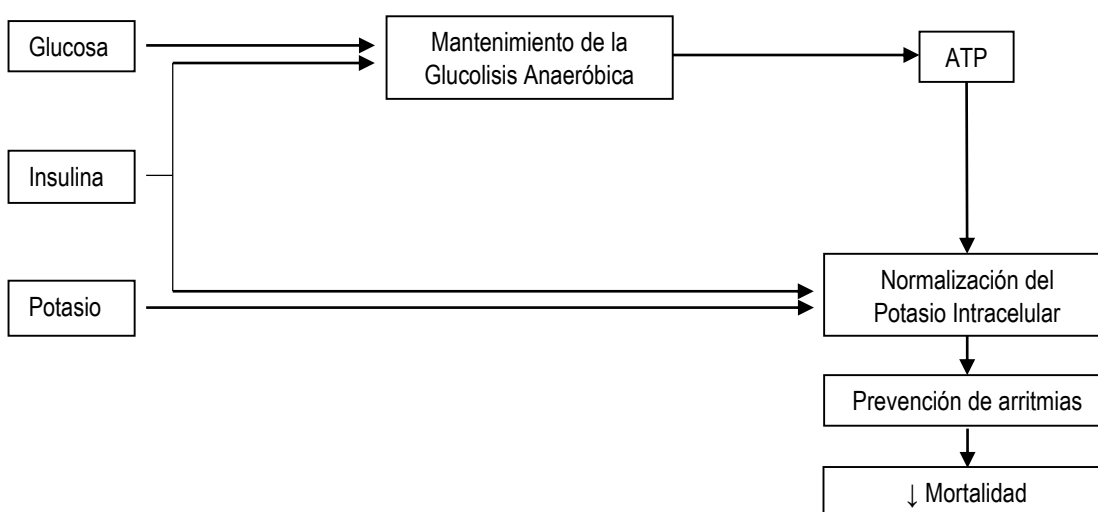 Glucosa
Mantenimiento de la
Glucolisis Anaeróbica
ATP
Insulina
Potasio
Normalización del
Potasio Intracelular
Prevención de arritmias
↓ Mortalidad